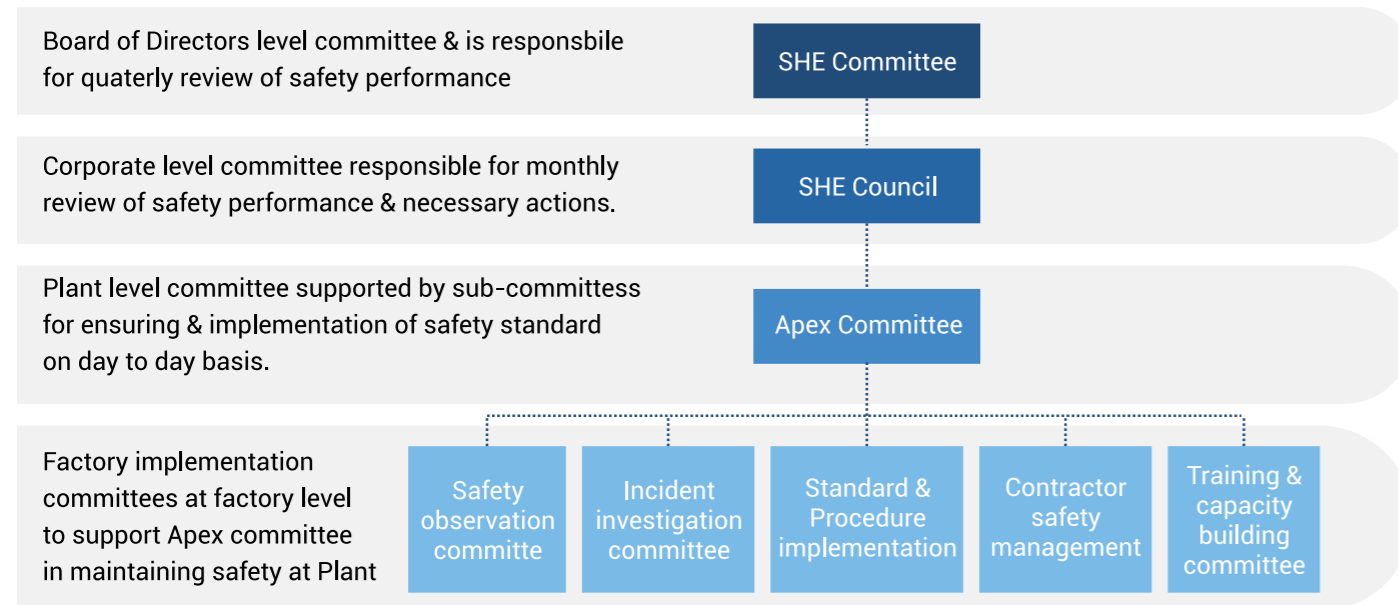 Board of Directors level committee & is responsbile
for quaterly review of safety performance
SHE Committee
Corporate level committee responsible for monthly
review of safety performance & necessary actions.
SHE Council
Plant level committee supported by sub-committess
for ensuring & implementation of safety standard
on day to day basis.
Apex Committee
Factory implementation
committees at factory level
to support Apex committee
in maintaining safety at Plant
Safety
observation
committe
Incident
investigation
committee
Standard &
Procedure
implementation
Contractor
safety
management
Training &
capacity
building
committee